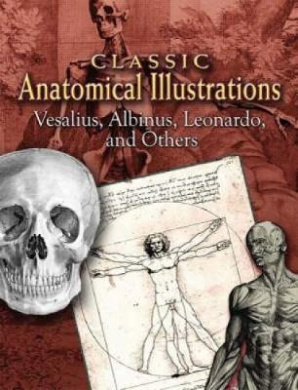 CLASSIC
Anatomical Illustrations
Vesalius, Albinus, Leonardo,
and Others